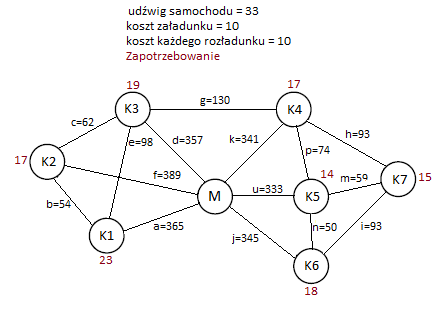 udźwig samochodu = 33
koszt załadunku = 10
koszt każdego rozładunku = 10
Zapotrzebowanie
19
17
K3
g=130
K4
c=62
e=98
d=357
k=341
h=93
p=74
17
K2
f=389
14
m=59
K7
15
M
u=333
K5
b=54
a=365
n=50
i=93
K1
j=345
23
K6
18